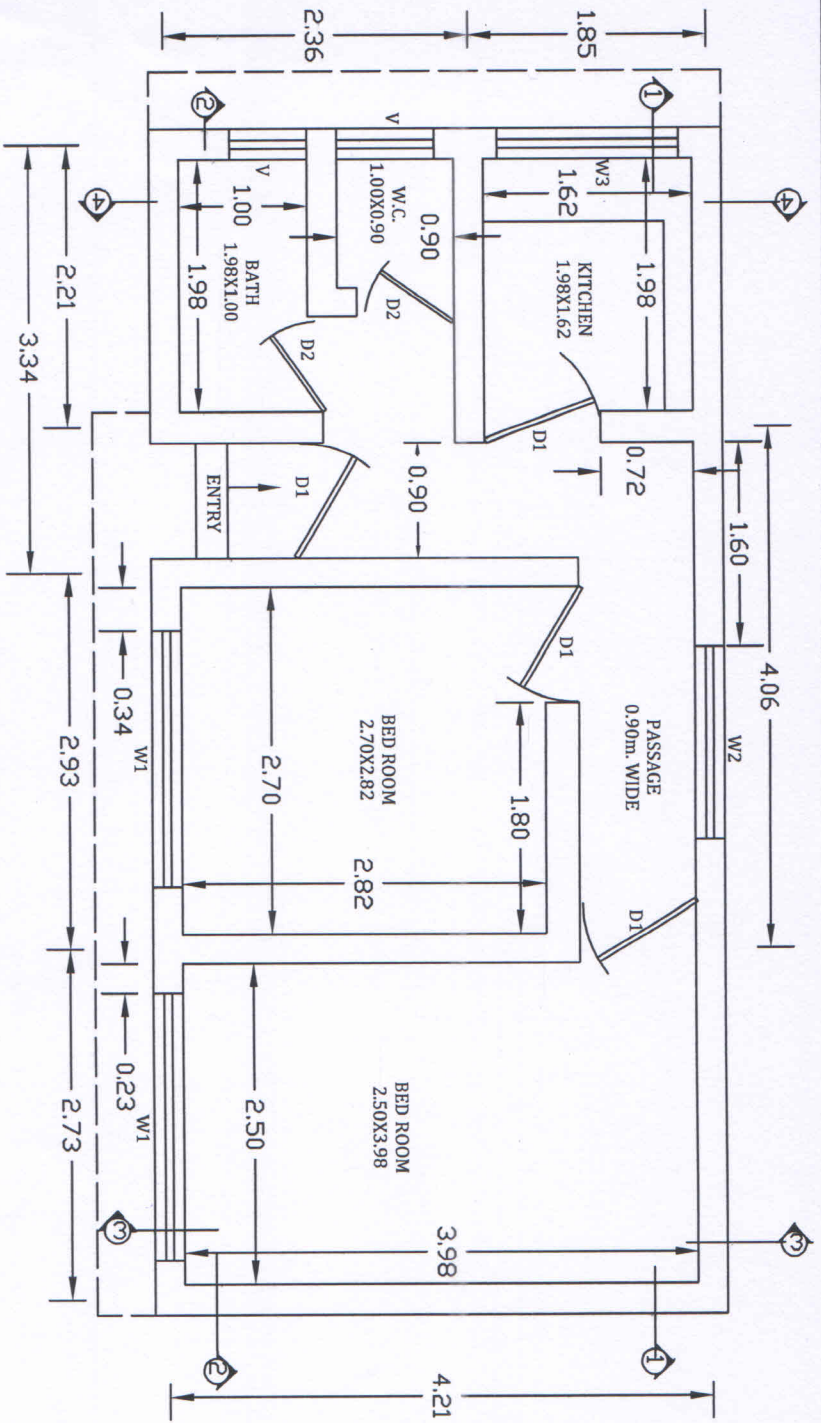 2.36
1.85
2
V
V
1
W3
4
1.00
W.C.
1.00X0.90
0.90
1.62
4
2.21
3.34
BATH
1.98X1.00
1.98
D2
D2
KITCHEN
1.98X1.62
1.98
D1
0.72
ENTRY
D1
0.90
1.60
4.06
0.34
W1
2.93
2.70
BED ROOM
2.70X2.82
2.82
D1
1.80
PASSAGE
0.90m. WIDE
W2
D1
0.23
W1
2.73
2.50
BED ROOM
2.50X3.98
3.98
3
3
2
1
4.21